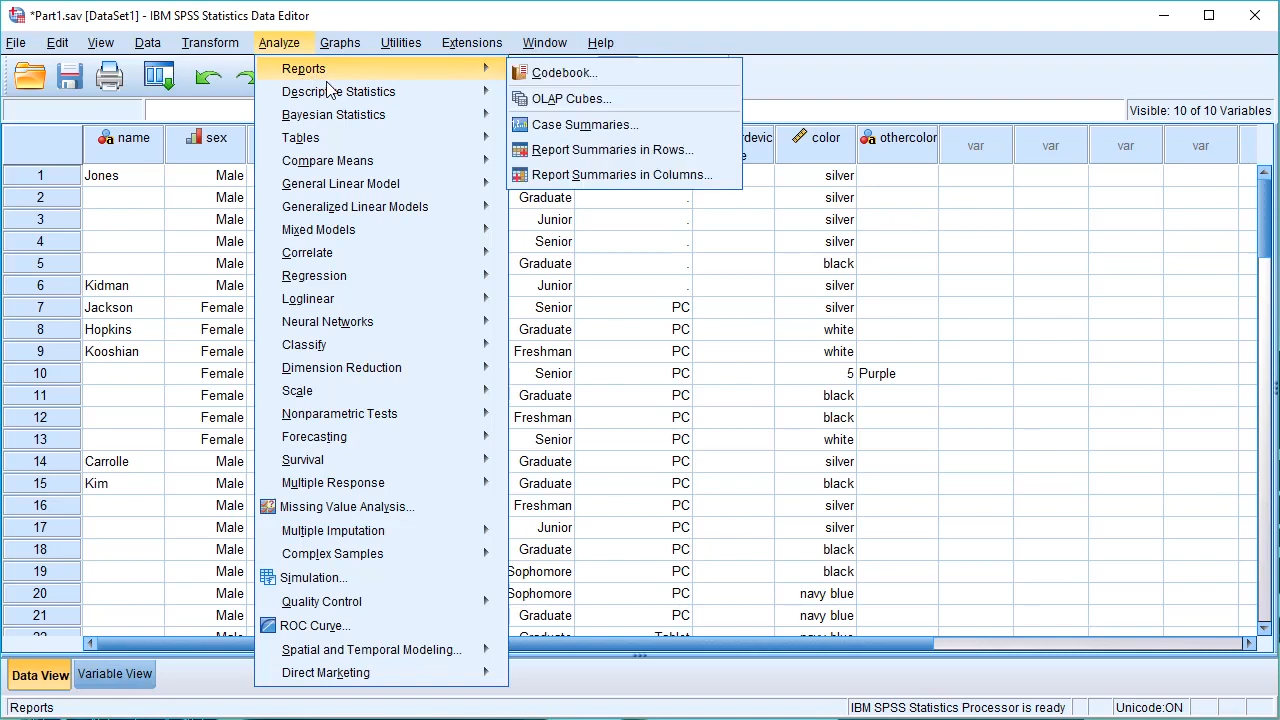 *Part1.sav [DataSet1] - IBM SPSS Statistics Data Editor
File Edit View Data Transform Analyze Graphs Utilities Extensions Window Help
Visible: 10 of 10 Variables
Reports
Descriptive Statistics
Bayesian Statistics
Tables
Compare Means
General Linear Model
Generalized Linear Models
Mixed Models
Correlate
Regression
Loglinear
Neural Networks
Classify
Dimension Reduction
Scale
Nonparametric Tests
Forecasting
Survival
Multiple Response
Missing Value Analysis...
Multiple Imputation
Complex Samples
Simulation...
Quality Control
ROC Curve...
Spatial and Temporal Modeling...
Direct Marketing
Codebook...
OLAP Cubes...
Case Summaries...
Report Summaries in Rows...
Report Summaries in Columns...
name sex color othercolor var var var var
1 Jones Male silver
2 Male Graduate . silver
3 Male Junior . silver
4 Male Senior . silver
5 Male Graduate . black
6 Kidman Male Junior . silver
7 Jackson Female Senior PC silver
8 Hopkins Female Graduate PC white
9 Kooshian Female Freshman PC white
10 Female Senior PC 5 Purple
11 Female Graduate PC black
12 Female Freshman PC black
13 Female Senior PC white
14 Carrolle Male Graduate PC silver
15 Kim Male Graduate PC black
16 Male Freshman PC silver
17 Male Junior PC silver
18 Male Graduate PC black
19 Male Sophomore PC black
20 Male Sophomore PC navy blue
21 Male Graduate PC navy blue
22 Male Graduate Tablet navy blue
Data View Variable View
Reports IBM SPSS Statistics Processor is ready Unicode:ON